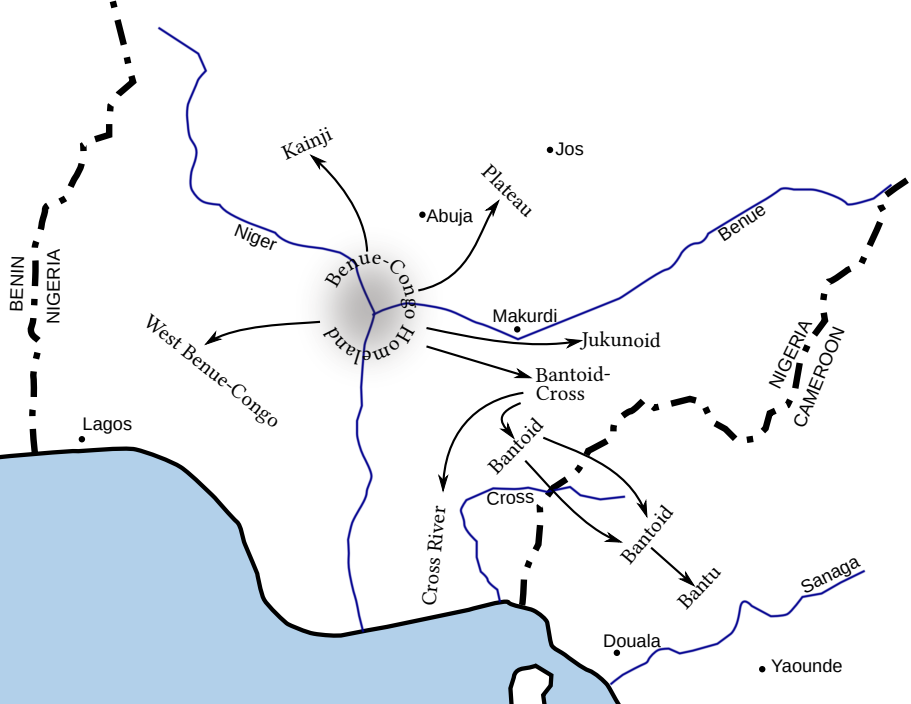 Kainji
Jos
Plateau
Abuja
Niger
Benue
BENIN
NIGERIA
Benue-Congo Homeland
Makurdi
Jukunoid
West Benue-Congo
Bantoid-
Cross
NIGERIA
CAMEROON
Lagos
Bantoid
Cross
Cross River
Bantoid
Bantu
Sanaga
Douala
Yaounde